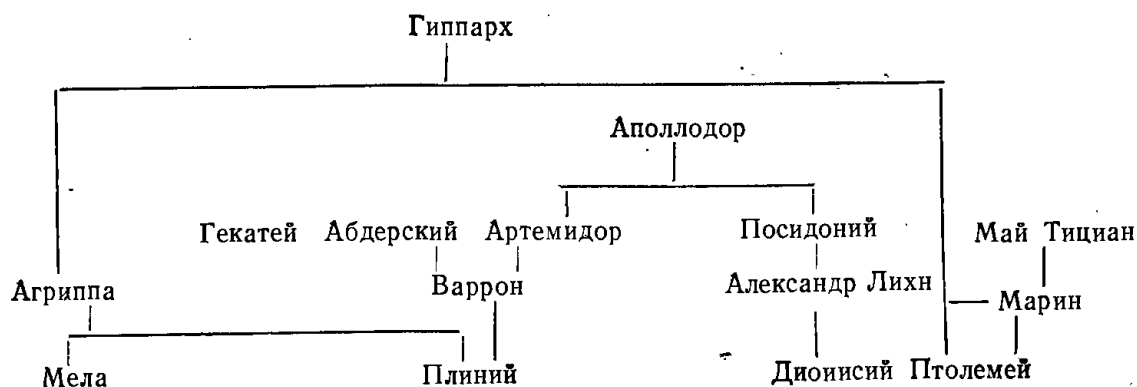 Гиппарх
Аполлодор
Гекатей Абдерский Артемидор Посидоний Май Тициан
Агриппа Варрон Александр Лихн Марин
Мела Плиний Диоиисий Птолемей